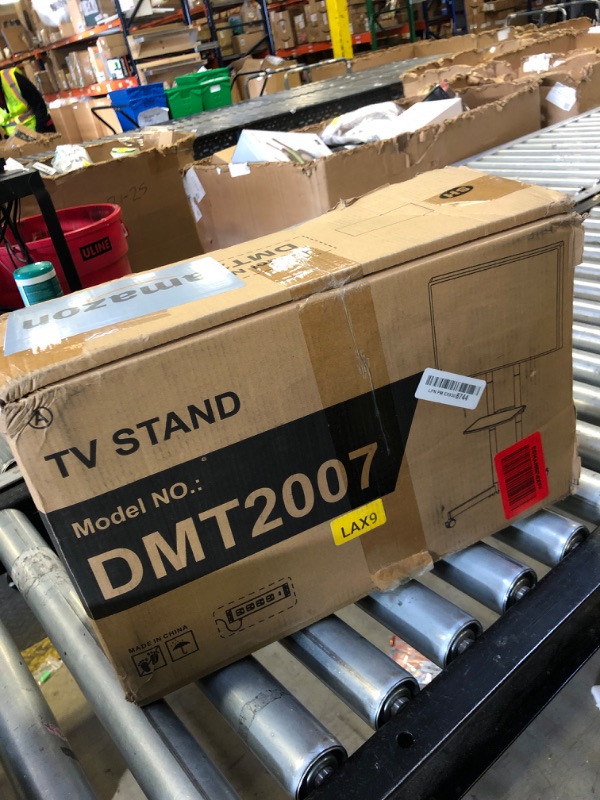 ULINE
amazon
DMT
TV STAND
Model NO.:
DMT2007
LAX9
MADE IN CHINA